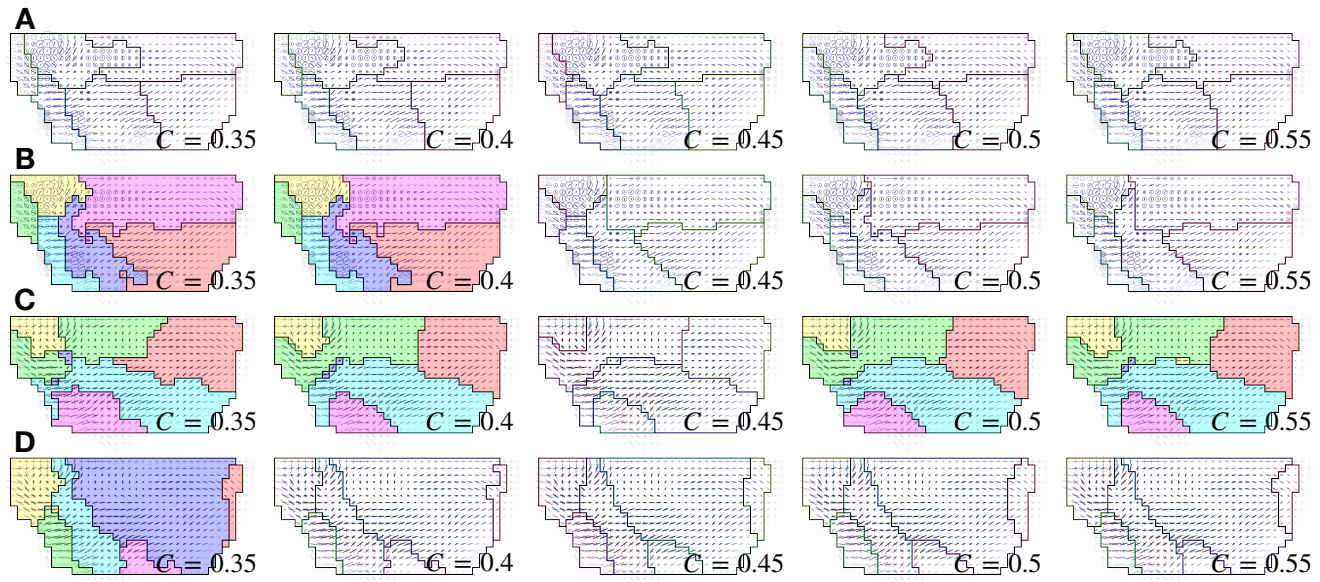 A
C = 0.35 C = 0.4 C = 0.45 C = 0.5 C = 0.55
B
C = 0.35 C = 0.4 C = 0.45 C = 0.5 C = 0.55
C
C = 0.35 C = 0.4 C = 0.45 C = 0.5 C = 0.55
D
C = 0.35 C = 0.4 C = 0.45 C = 0.5 C = 0.55